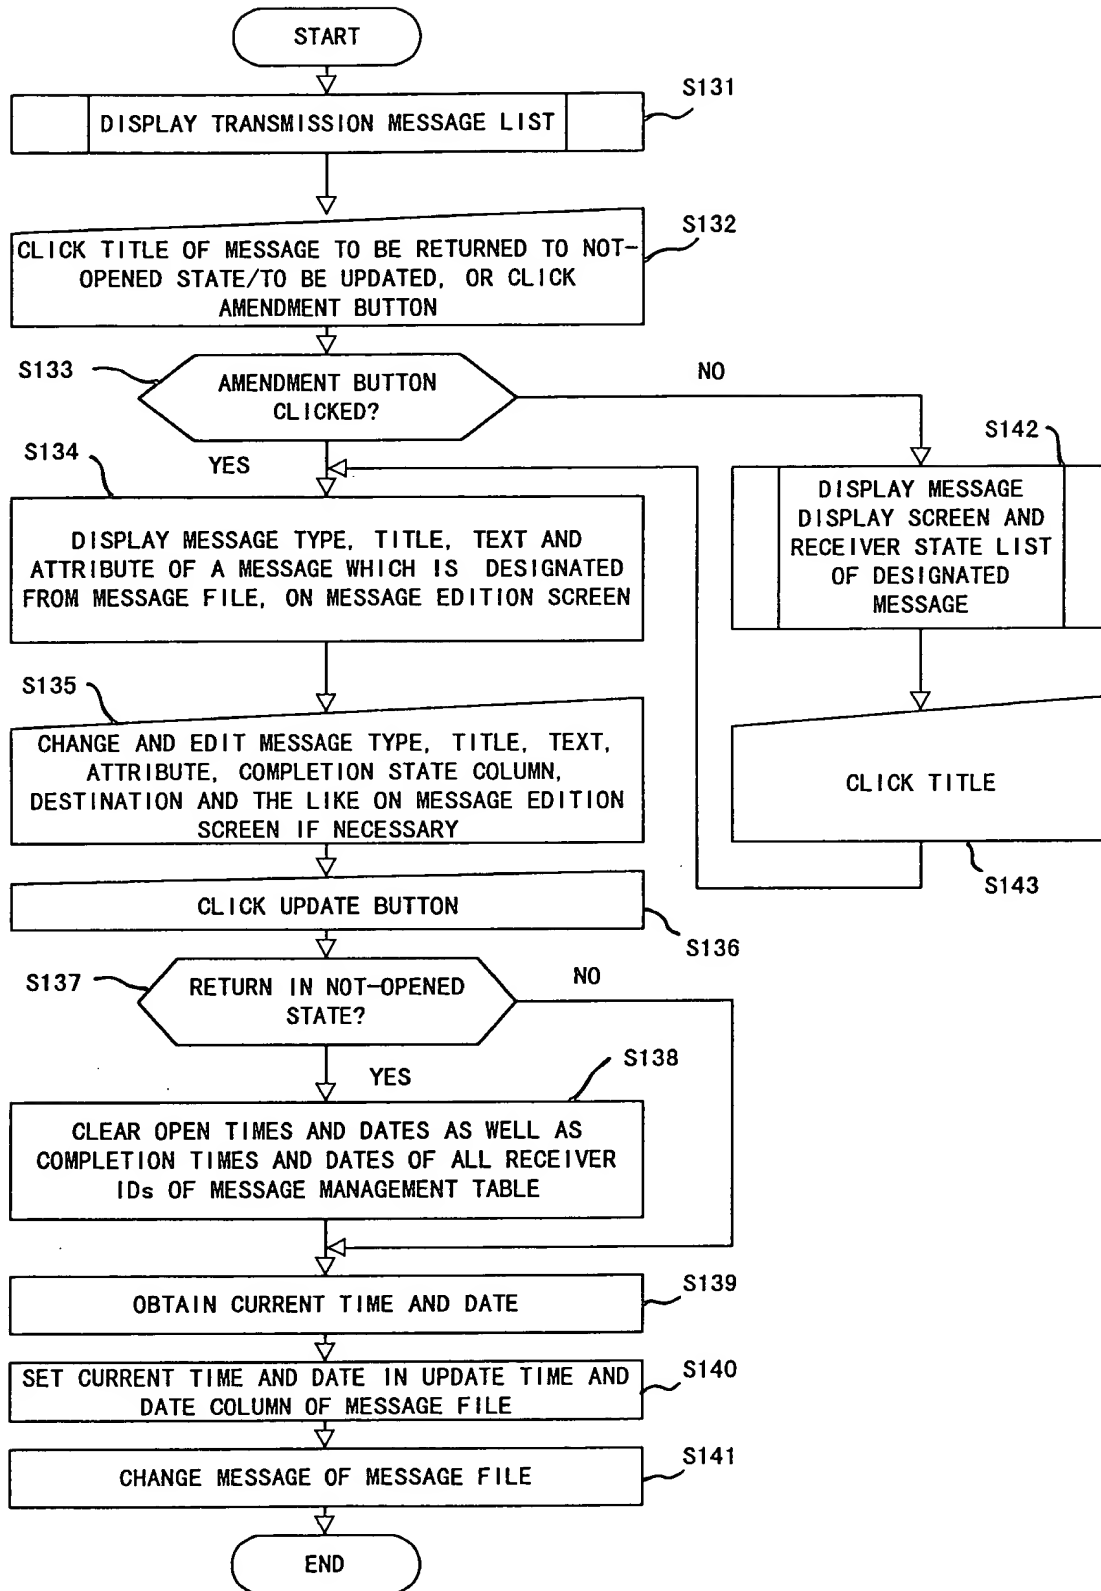 START
S131
DISPLAY TRANSMISSION MESSAGE LIST
S132
CLICK TITLE OF MESSAGE TO BE RETURNED TO NOT-
OPENED STATE/TO BE UPDATED, OR CLICK
AMENDMENT BUTTON
S133
AMENDMENT BUTTON
CLICKED?
NO
YES
S142
DISPLAY MESSAGE
DISPLAY SCREEN AND
RECEIVER STATE LIST
OF DESIGNATED
MESSAGE
S134
DISPLAY MESSAGE TYPE, TITLE, TEXT AND
ATTRIBUTE OF A MESSAGE WHICH IS DESIGNATED
FROM MESSAGE FILE, ON MESSAGE EDITION SCREEN
S135
CHANGE AND EDIT MESSAGE TYPE, TITLE, TEXT,
ATTRIBUTE, COMPLETION STATE COLUMN,
DESTINATION AND THE LIKE ON MESSAGE EDITION
SCREEN IF NECESSARY
CLICK TITLE
S143
CLICK UPDATE BUTTON
S136
S137
RETURN IN NOT-OPENED
STATE?
NO
YES
S138
CLEAR OPEN TIMES AND DATES AS WELL AS
COMPLETION TIMES AND DATES OF ALL RECEIVER
IDs OF MESSAGE MANAGEMENT TABLE
S139
OBTAIN CURRENT TIME AND DATE
S140
SET CURRENT TIME AND DATE IN UPDATE TIME AND
DATE COLUMN OF MESSAGE FILE
S141
CHANGE MESSAGE OF MESSAGE FILE
END